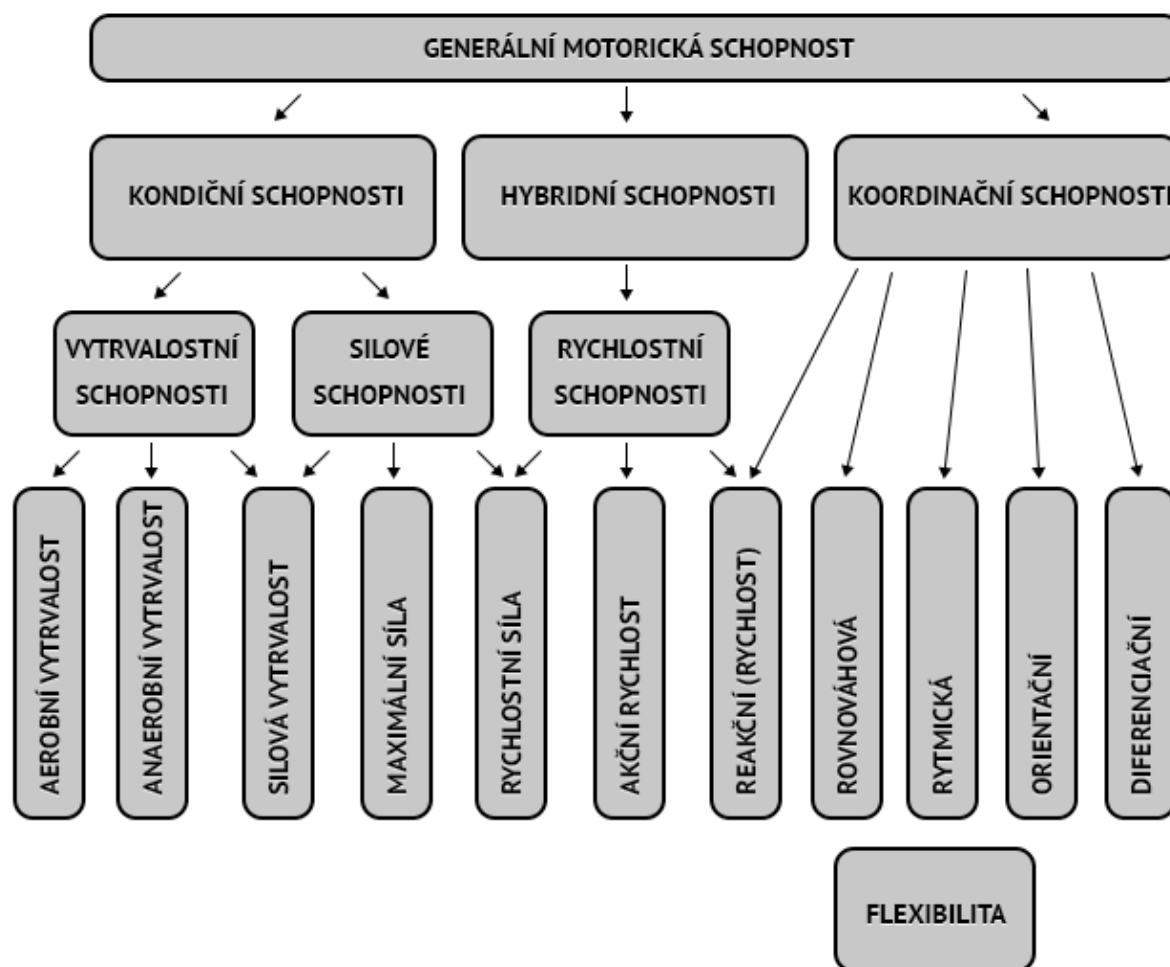 GENERÁLNÍ MOTORICKÁ SCHOPNOST
KONDIČNÍ SCHOPNOSTI
HYBRIDNÍ SCHOPNOSTI
KOORDINAČNÍ SCHOPNOSTI
VYTRVALOSTNÍ
SCHOPNOSTI
SILOVÉ
SCHOPNOSTI
RYCHLOSTNÍ
SCHOPNOSTI
AEROBNÍ VYTRVALOST
ANAEROBNÍ VYTRVALOST
SILOVÁ VYTRVALOST
MAXIMÁLNÍ SÍLA
RYCHLOSTNÍ SÍLA
AKČNÍ RYCHLOST
REAKČNÍ (RYCHLOST)
ROVNOVÁHOVÁ
RYTMICKÁ
ORIENTAČNÍ
DIFERENCIAČNÍ
FLEXIBILITA